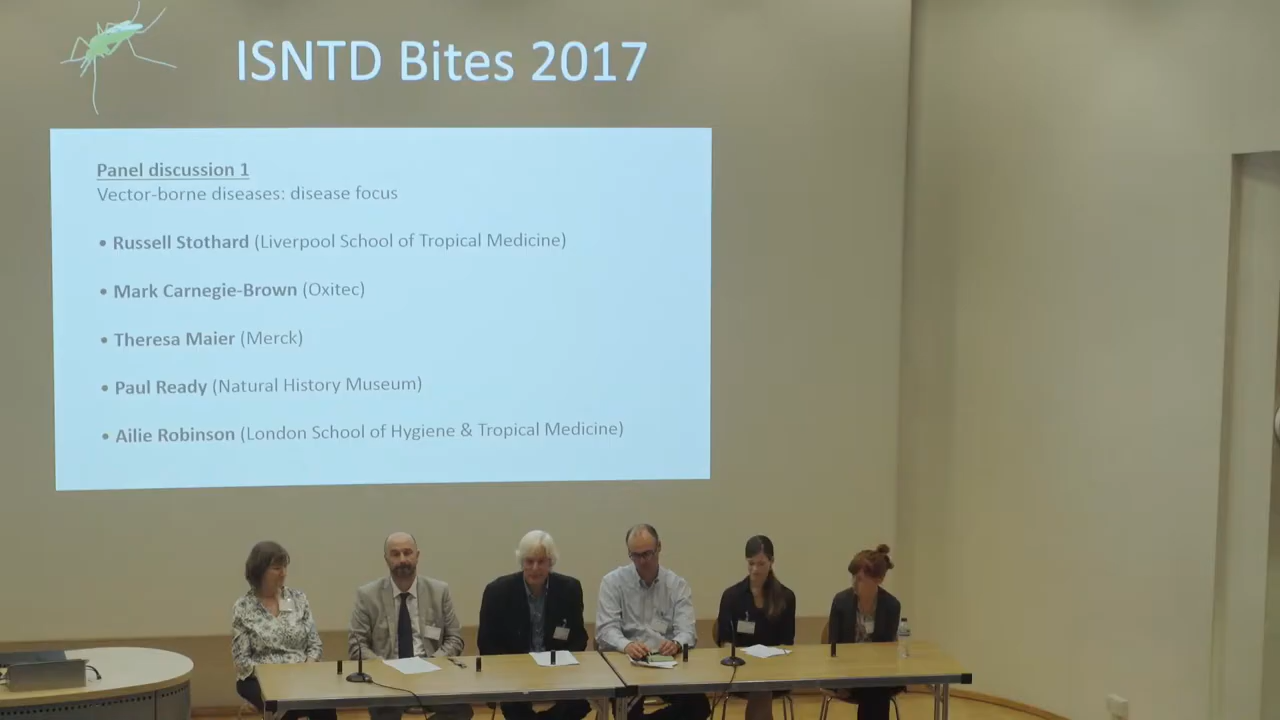 ISNTD Bites 2017
Panel discussion 1
Vector-borne diseases: disease focus
• Russell Stothard (Liverpool School of Tropical Medicine)
• Mark Carnegie-Brown (Oxitec)
• Theresa Maier (Merck)
• Paul Ready (Natural History Museum)
• Ailie Robinson (London School of Hygiene & Tropical Medicine)